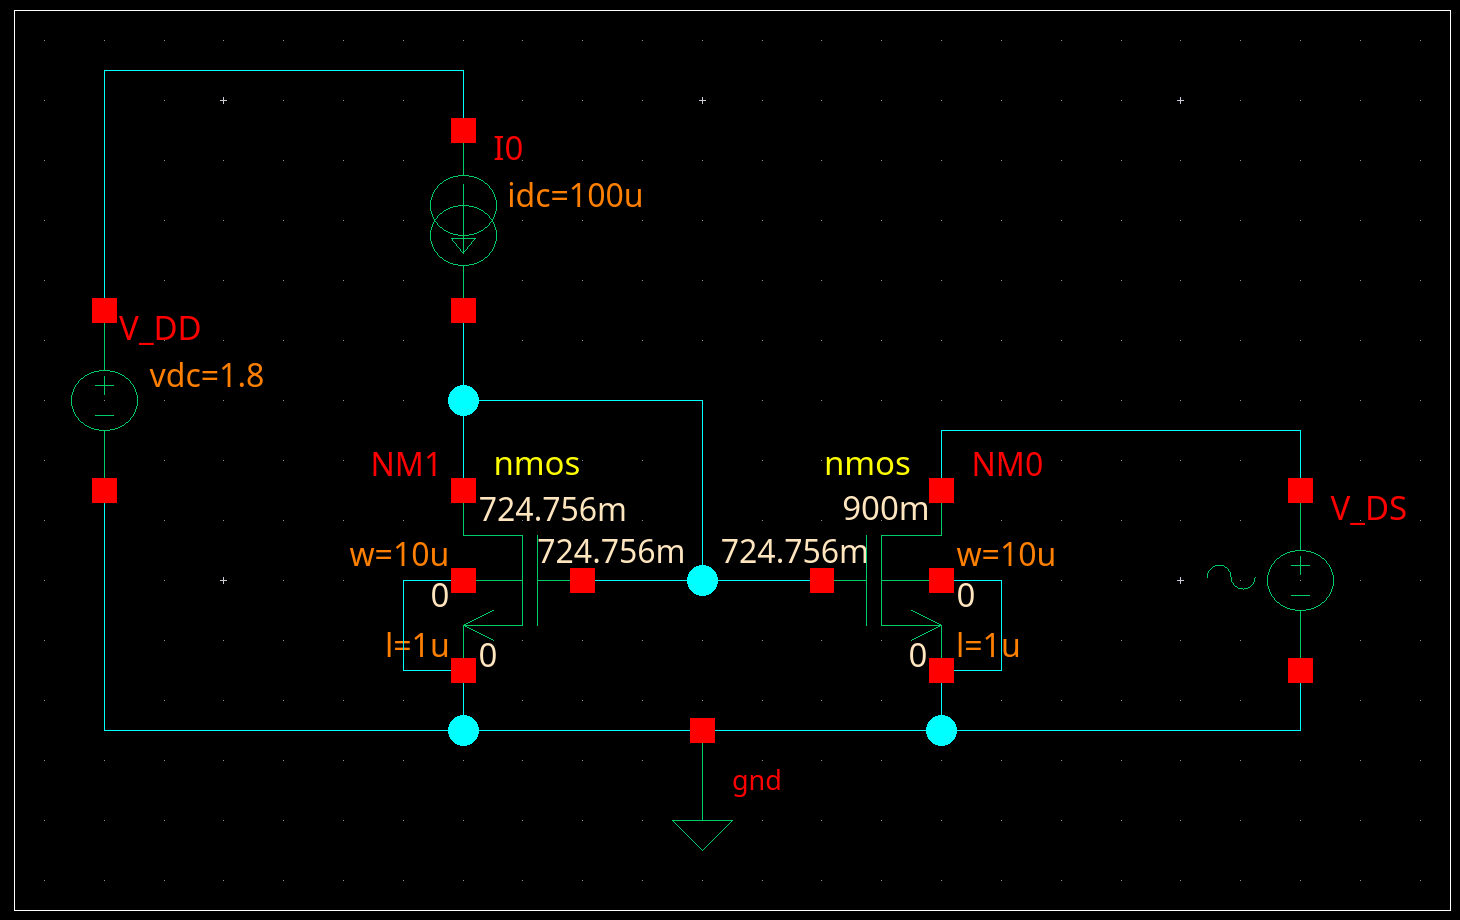 I0
idc=100u
V_DD
vdc=1.8
NM1
nmos
nmos
NM0
724.756m
900m
V_DS
w=10u
724.756m
724.756m
w=10u
0
0
l=1u
0
0
l=1u
gnd